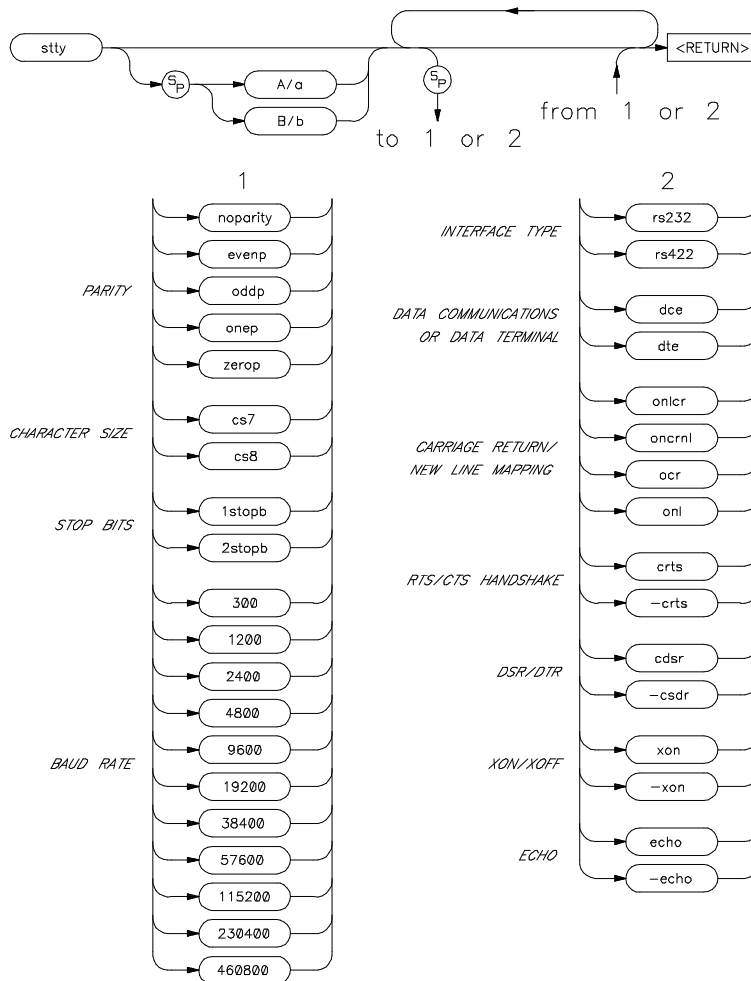 stty
<RETURN>
SP
A/a
SP
B/b
to 1 or 2
from 1 or 2
1
noparity
evenp
PARITY
oddp
onep
zerop
CHARACTER SIZE
cs7
cs8
STOP BITS
1stopb
2stopb
300
1200
2400
4800
BAUD RATE
9600
19200
38400
57600
115200
230400
460800
2
INTERFACE TYPE
rs232
rs422
DATA COMMUNICATIONS
OR DATA TERMINAL
dce
dte
onlcr
oncrnl
CARRIAGE RETURN/
NEW LINE MAPPING
ocr
onl
RTS/CTS HANDSHAKE
crts
-crts
DSR/DTR
cdsr
-csdr
XON/XOFF
xon
-xon
ECHO
echo
-echo